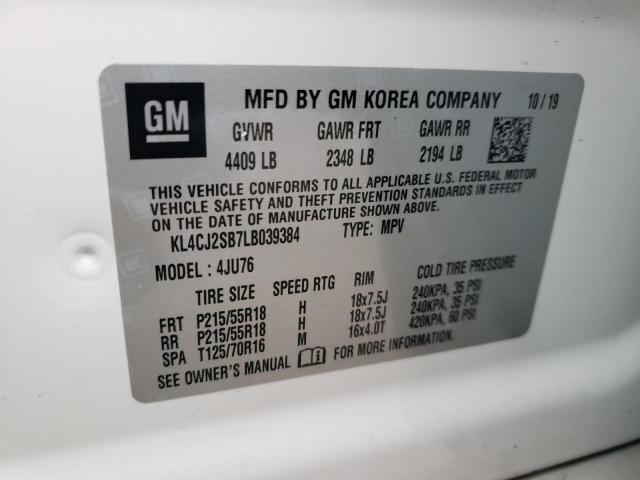 GM MFD BY GM KOREA COMPANY 10/19
GVWR GAWR FRT GAWR RR
4409 LB 2348 LB 2194 LB
THIS VEHICLE CONFORMS TO ALL APPLICABLE U.S. FEDERAL MOTOR
VEHICLE SAFETY AND THEFT PREVENTION STANDARDS IN EFFECT
ON THE DATE OF MANUFACTURE SHOWN ABOVE.
KL4CJ2SB7LB039384 TYPE: MPV
MODEL: 4JU76
TIRE SIZE SPEED RTG RIM COLD TIRE PRESSURE
FRT P215/55R18 H 18x7.5J 240KPA, 35 PSI
RR P215/55R18 H 18x7.5J 240KPA, 35 PSI
SPA T125/70R16 M 16x4.0T 420KPA, 60 PSI
SEE OWNER'S MANUAL FOR MORE INFORMATION.